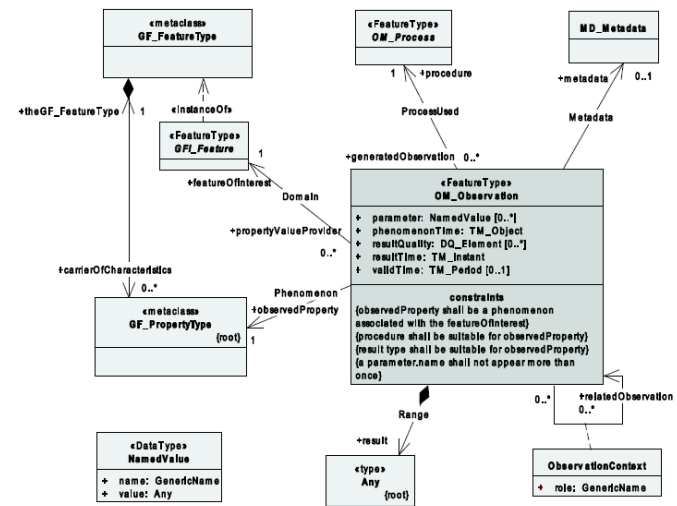 «metaclass»
GF_FeatureType
«FeatureType»
OM_Process
MD_Metadata
1
+procedure
+metadata
0..1
+theGF_FeatureType
1
«instanceOf»
ProcessUsed
Metadata
«FeatureType»
GFI_Feature
1
+generatedObservation
0..*
+featureOfInterest
Domain
«FeatureType»
OM_Observation
+ parameter: NamedValue [0..*]
+ phenomenonTime: TM_Object
+ resultQuality: DQ_Element [0..*]
+ resultTime: TM_Instant
+ validTime: TM_Period [0..1]
+propertyValueProvider
0..*
+carrierOfCharacteristics
0..*
Phenomenon
+observedProperty
1
constraints
{observedProperty shall be a phenomenon
associated with the featureOfInterest}
{procedure shall be suitable for observedProperty}
{result type shall be suitable for observedProperty}
{a parameter.name shall not appear more than
once}
«metaclass»
GF_PropertyType
{root}
0..*
+relatedObservation
0..*
Range
+result
«DataType»
NamedValue
+ name: GenericName
+ value: Any
«type»
Any
{root}
ObservationContext
+ role: GenericName